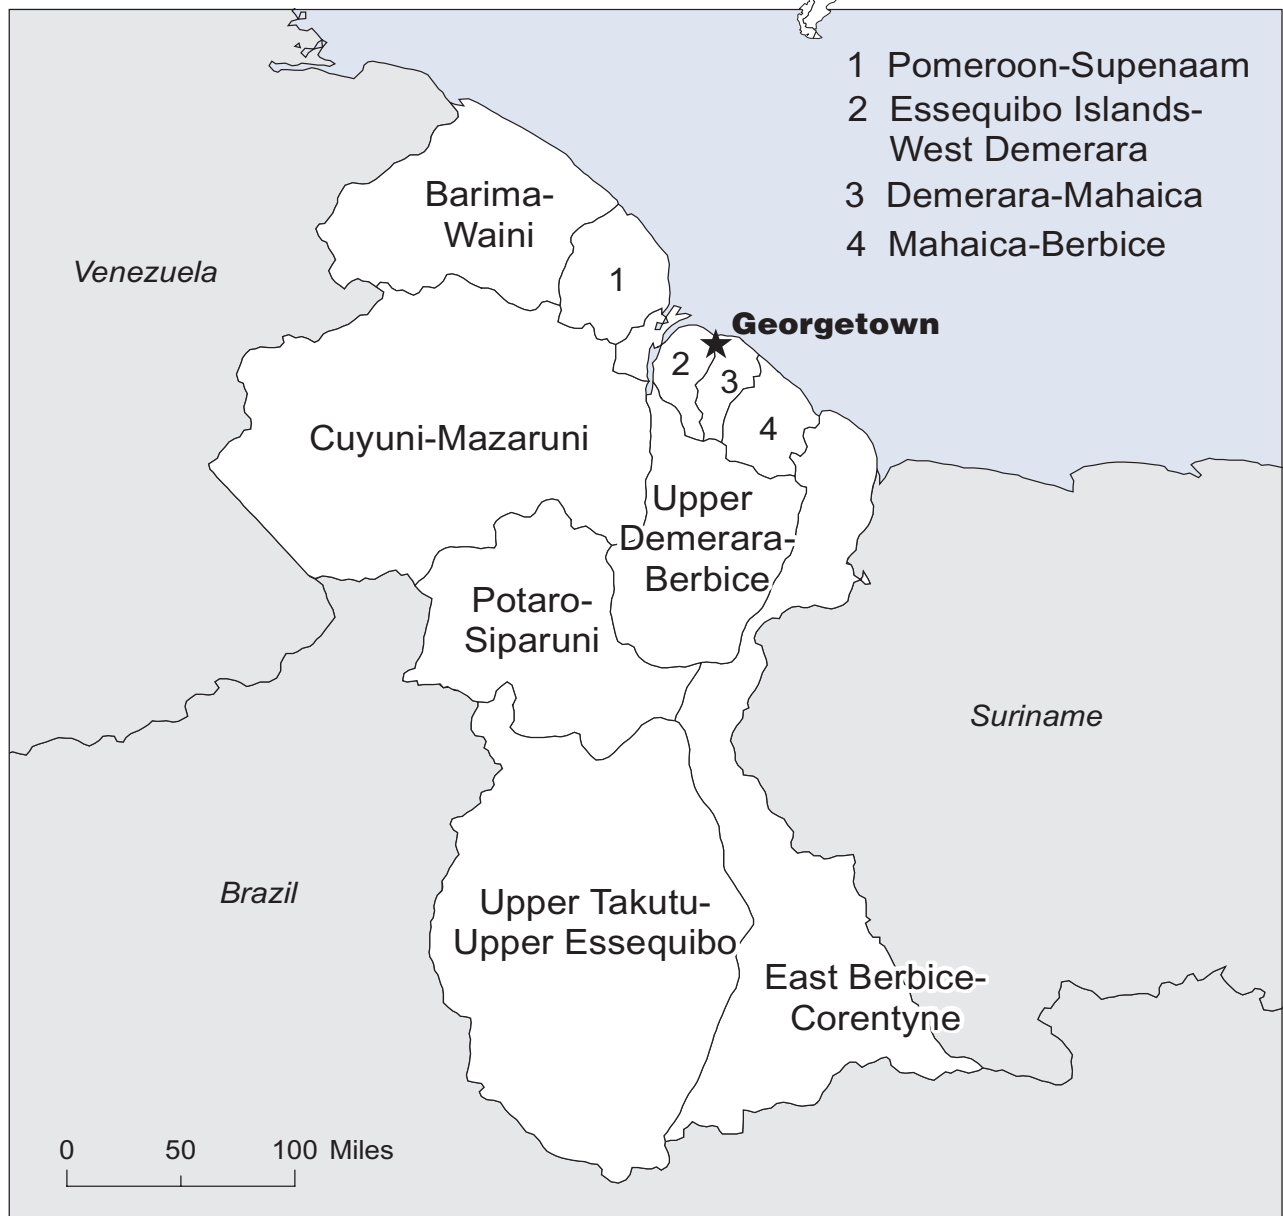 1 Pomeroon-Supenaam
2 Essequibo Islands-
West Demerara
3 Demerara-Mahaica
4 Mahaica-Berbice
Barima-
Waini
Venezuela
1
Georgetown
2
3
4
Cuyuni-Mazaruni
Upper
Demerara-
Berbice
Potaro-
Siparuni
Suriname
Brazil
Upper Takutu-
Upper Essequibo
East Berbice-
Corentyne
0 50 100 Miles